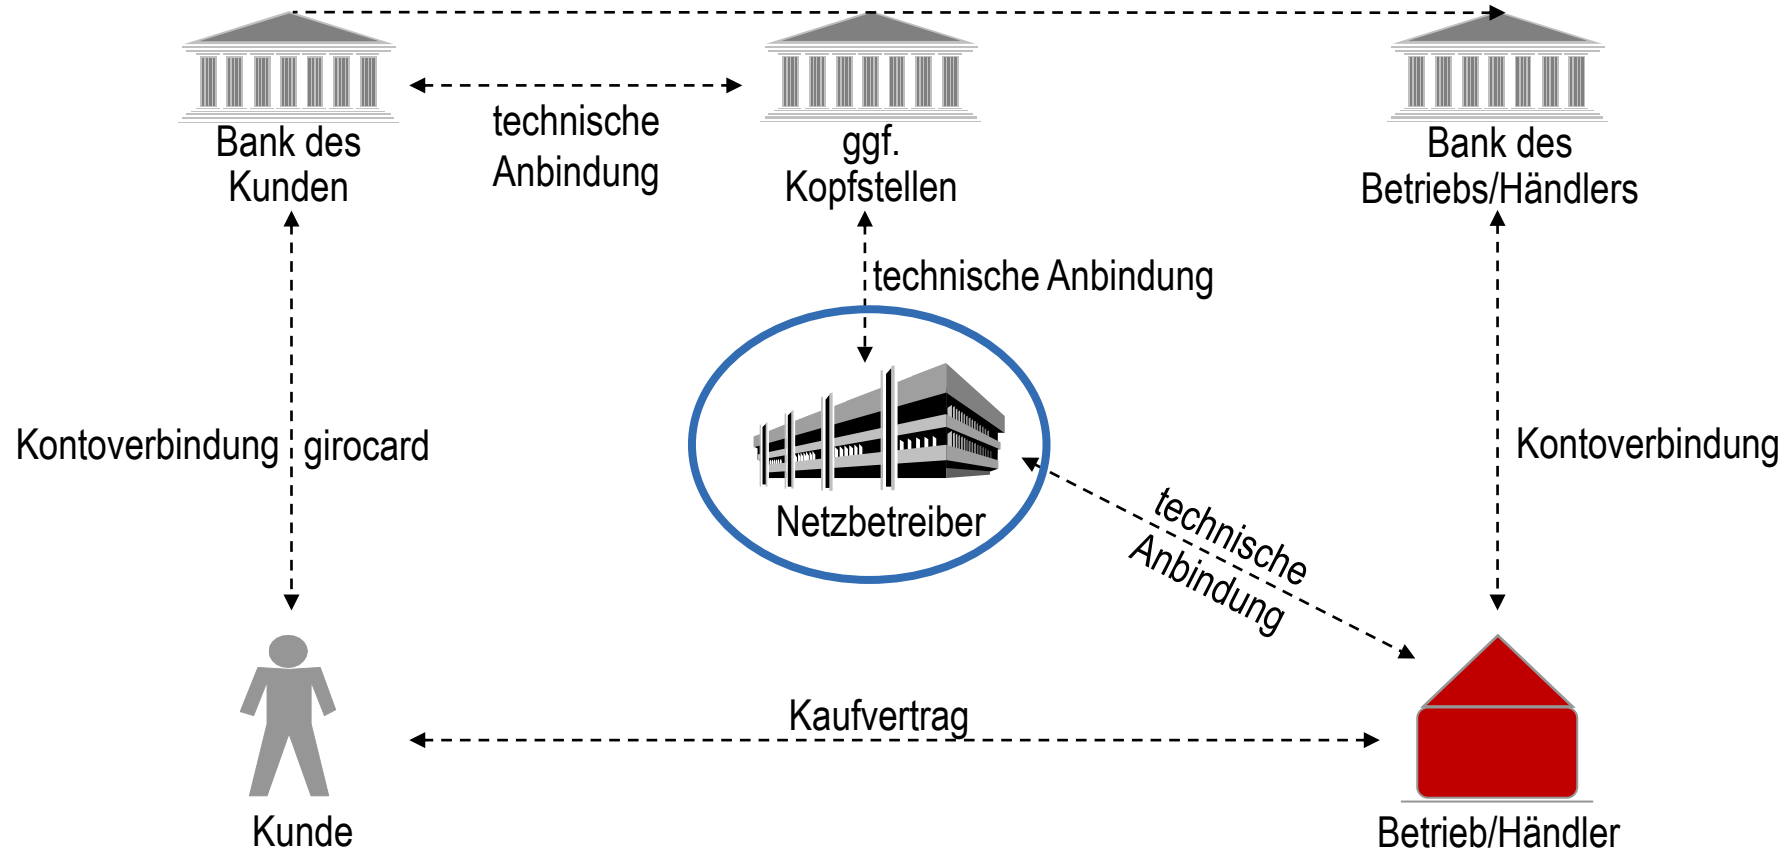 technische
Anbindung
Bank des
Kunden
ggf.
Kopfstellen
Bank des
Betriebs/Händlers
technische Anbindung
Kontoverbindung
girocard
Kontoverbindung
Netzbetreiber
technische
Anbindung
Kaufvertrag
Kunde
Betrieb/Händler